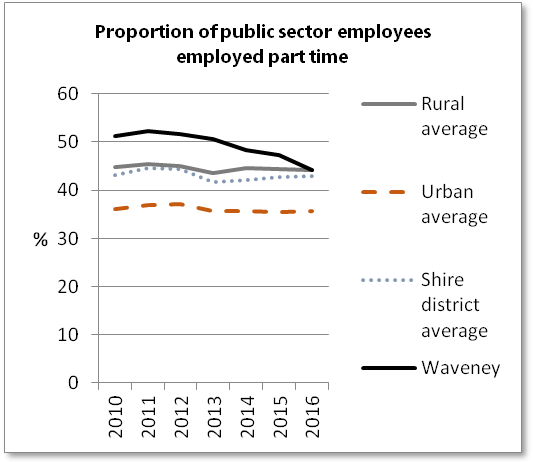 Proportion of public sector employees
employed part time
60
50
40
30
20
10
0
%
2010
2011
2012
2013
2014
2015
2016
Rural
average
Urban
average
Shire
district
average
Waveney